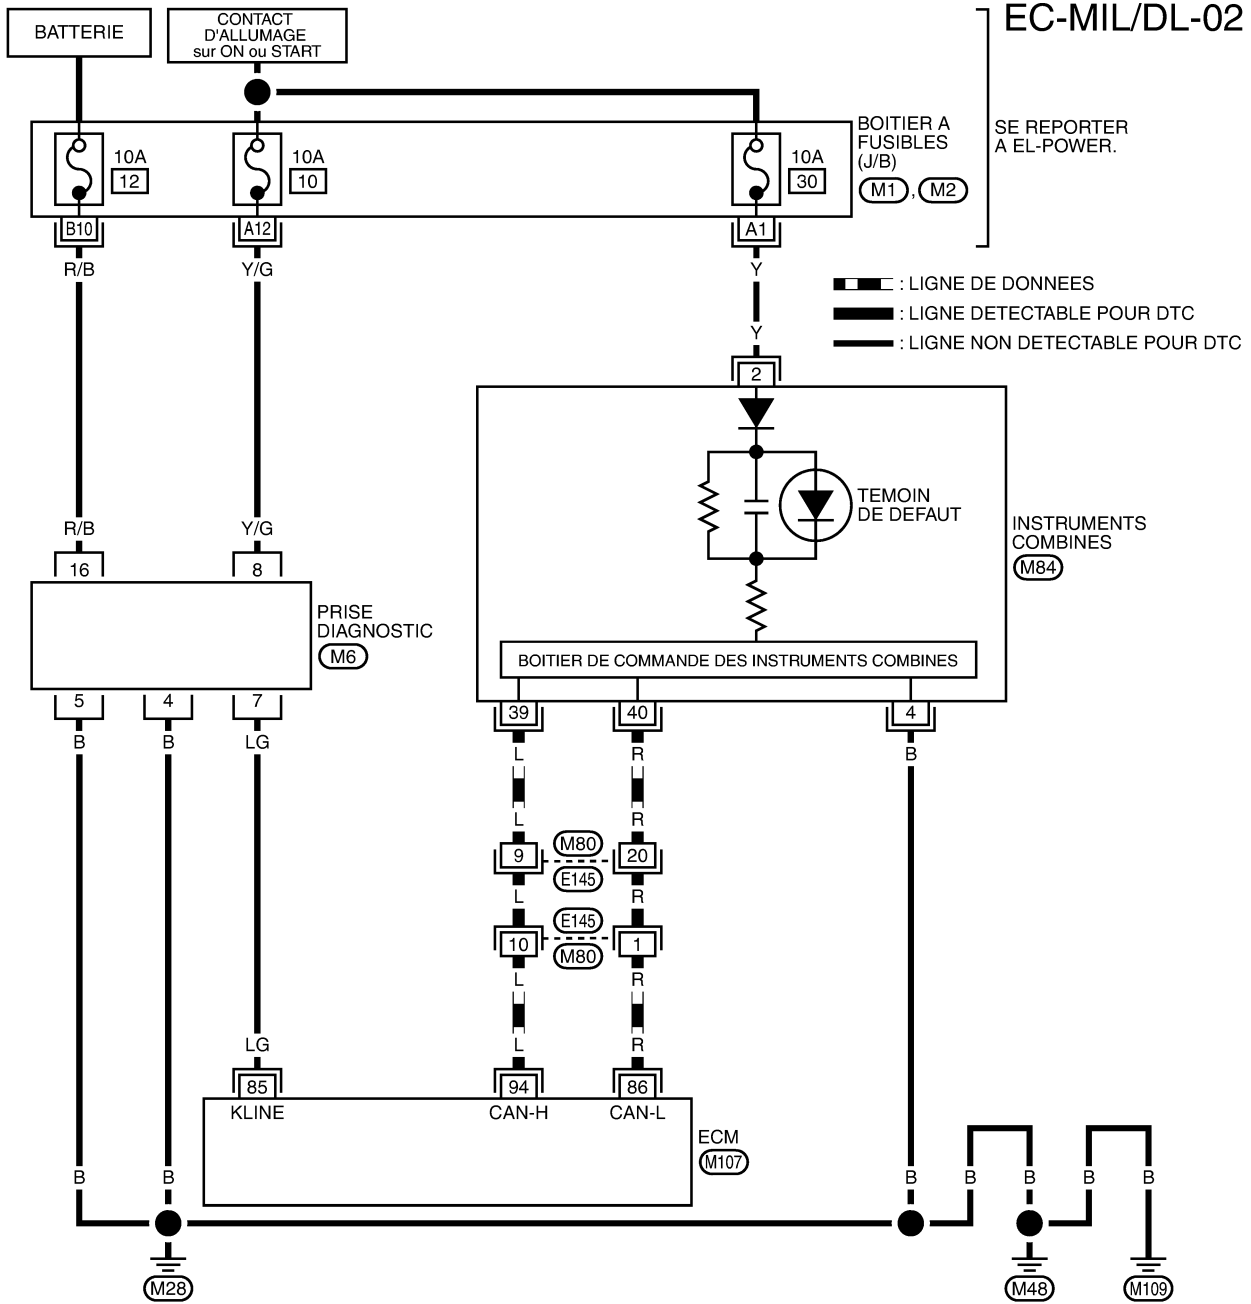 EC-MIL/DL-02
BATTERIE
CONTACT
D'ALLUMAGE
sur ON ou START
BOITIER A
FUSIBLES
(J/B)
M1 , M2
SE REPORTER
A EL-POWER.
10A
12
10A
10
10A
30
B10
A12
A1
R/B
Y/G
Y
: LIGNE DE DONNEES
: LIGNE DETECTABLE POUR DTC
: LIGNE NON DETECTABLE POUR DTC
Y
2
TEMOIN
DE DEFAUT
INSTRUMENTS
COMBINES
M84
R/B
Y/G
16
8
PRISE
DIAGNOSTIC
M6
BOITIER DE COMMANDE DES INSTRUMENTS COMBINES
5
4
7
39
40
4
B
B
LG
L
R
B
L
R
9
M80
20
E145
L
R
E145
10
1
M80
L
R
LG
L
R
85
94
86
KLINE
CAN-H
CAN-L
ECM
M107
B
B
B
B
B
B
B
M28
M48
M109